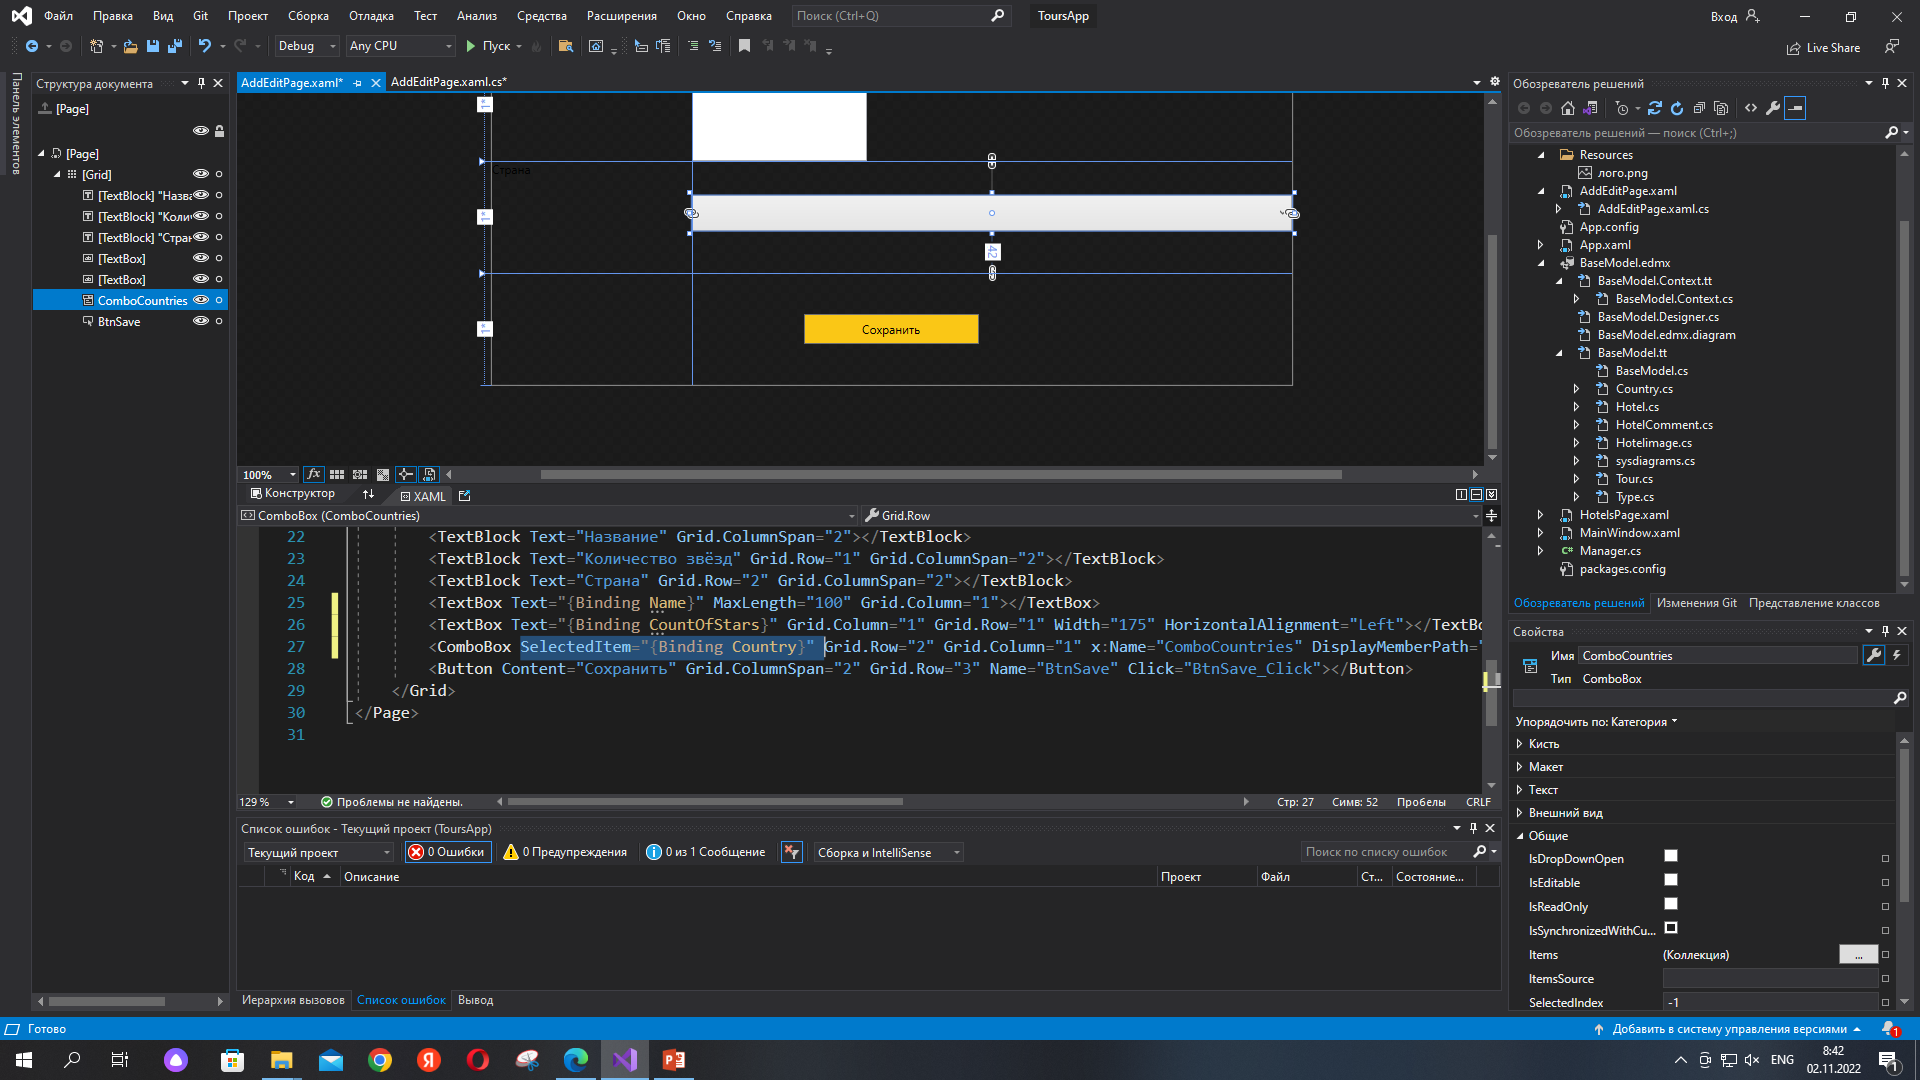 Файл Правка Вид Git Проект Сборка Отладка Тест Анализ Средства Расширения Окно Справка Поиск (Ctrl+Q) ToursApp Вход
Debug Any CPU Пуск Live Share
Панель элементов
Структура документа
[Page]
[Page]
[Grid]
[TextBlock] "Назва
[TextBlock] "Коли
[TextBlock] "Стран
[TextBox]
[TextBox]
ComboCountries
BtnSave
AddEditPage.xaml* AddEditPage.xaml.cs*
1*
Страна
1*
42
1*
Сохранить
100%
Конструктор XAML
ComboBox (ComboCountries) Grid.Row
22 <TextBlock Text="Название" Grid.ColumnSpan="2"></TextBlock>
23 <TextBlock Text="Количество звёзд" Grid.Row="1" Grid.ColumnSpan="2"></TextBlock>
24 <TextBlock Text="Страна" Grid.Row="2" Grid.ColumnSpan="2"></TextBlock>
25 <TextBox Text="{Binding Name}" MaxLength="100" Grid.Column="1"></TextBox>
26 <TextBox Text="{Binding CountOfStars}" Grid.Column="1" Grid.Row="1" Width="175" HorizontalAlignment="Left"></TextBo
27 <ComboBox SelectedItem="{Binding Country}" Grid.Row="2" Grid.Column="1" x:Name="ComboCountries" DisplayMemberPath="
28 <Button Content="Сохранить" Grid.ColumnSpan="2" Grid.Row="3" Name="BtnSave" Click="BtnSave_Click"></Button>
29 </Grid>
30 </Page>
31
129 % Проблемы не найдены. Стр: 27 Симв: 52 Пробелы CRLF
Список ошибок - Текущий проект (ToursApp)
Текущий проект 0 Ошибки 0 Предупреждения 0 из 1 Сообщение Сборка и IntelliSense Поиск по списку ошибок
Код Описание Проект Файл Ст... Состояние...
Иерархия вызовов Список ошибок Вывод
Обозреватель решений
Обозреватель решений — поиск (Ctrl+;)
Resources
лого.png
AddEditPage.xaml
AddEditPage.xaml.cs
App.config
App.xaml
BaseModel.edmx
BaseModel.Context.tt
BaseModel.Context.cs
BaseModel.Designer.cs
BaseModel.edmx.diagram
BaseModel.tt
BaseModel.cs
Country.cs
Hotel.cs
HotelComment.cs
Hotelimage.cs
sysdiagrams.cs
Tour.cs
Type.cs
HotelsPage.xaml
MainWindow.xaml
Manager.cs
packages.config
Обозреватель решений Изменения Git Представление классов
Свойства
Имя ComboCountries
Тип ComboBox
Упорядочить по: Категория
Кисть
Макет
Текст
Внешний вид
Общие
IsDropDownOpen
IsEditable
IsReadOnly
IsSynchronizedWithCu...
Items (Коллекция) ...
ItemsSource
SelectedIndex -1
Готово Добавить в систему управления версиями 1
ENG 8:42
02.11.2022 1